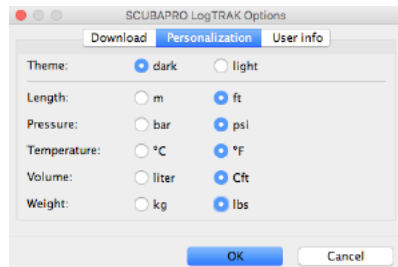 SCUBAPRO LogTRAK Options
Download Personalization User info
Theme: dark light
Length: m ft
Pressure: bar psi
Temperature: °C °F
Volume: liter Cft
Weight: kg lbs
OK Cancel